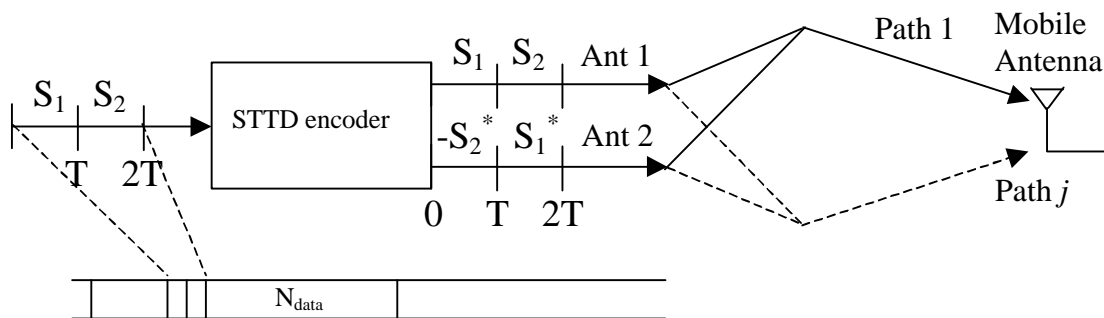 S₁ S₂
T 2T
STTD encoder
S₁ S₂ Ant 1
-S₂* S₁* Ant 2
0 T 2T
Path 1
Mobile
Antenna
Path j
N_data